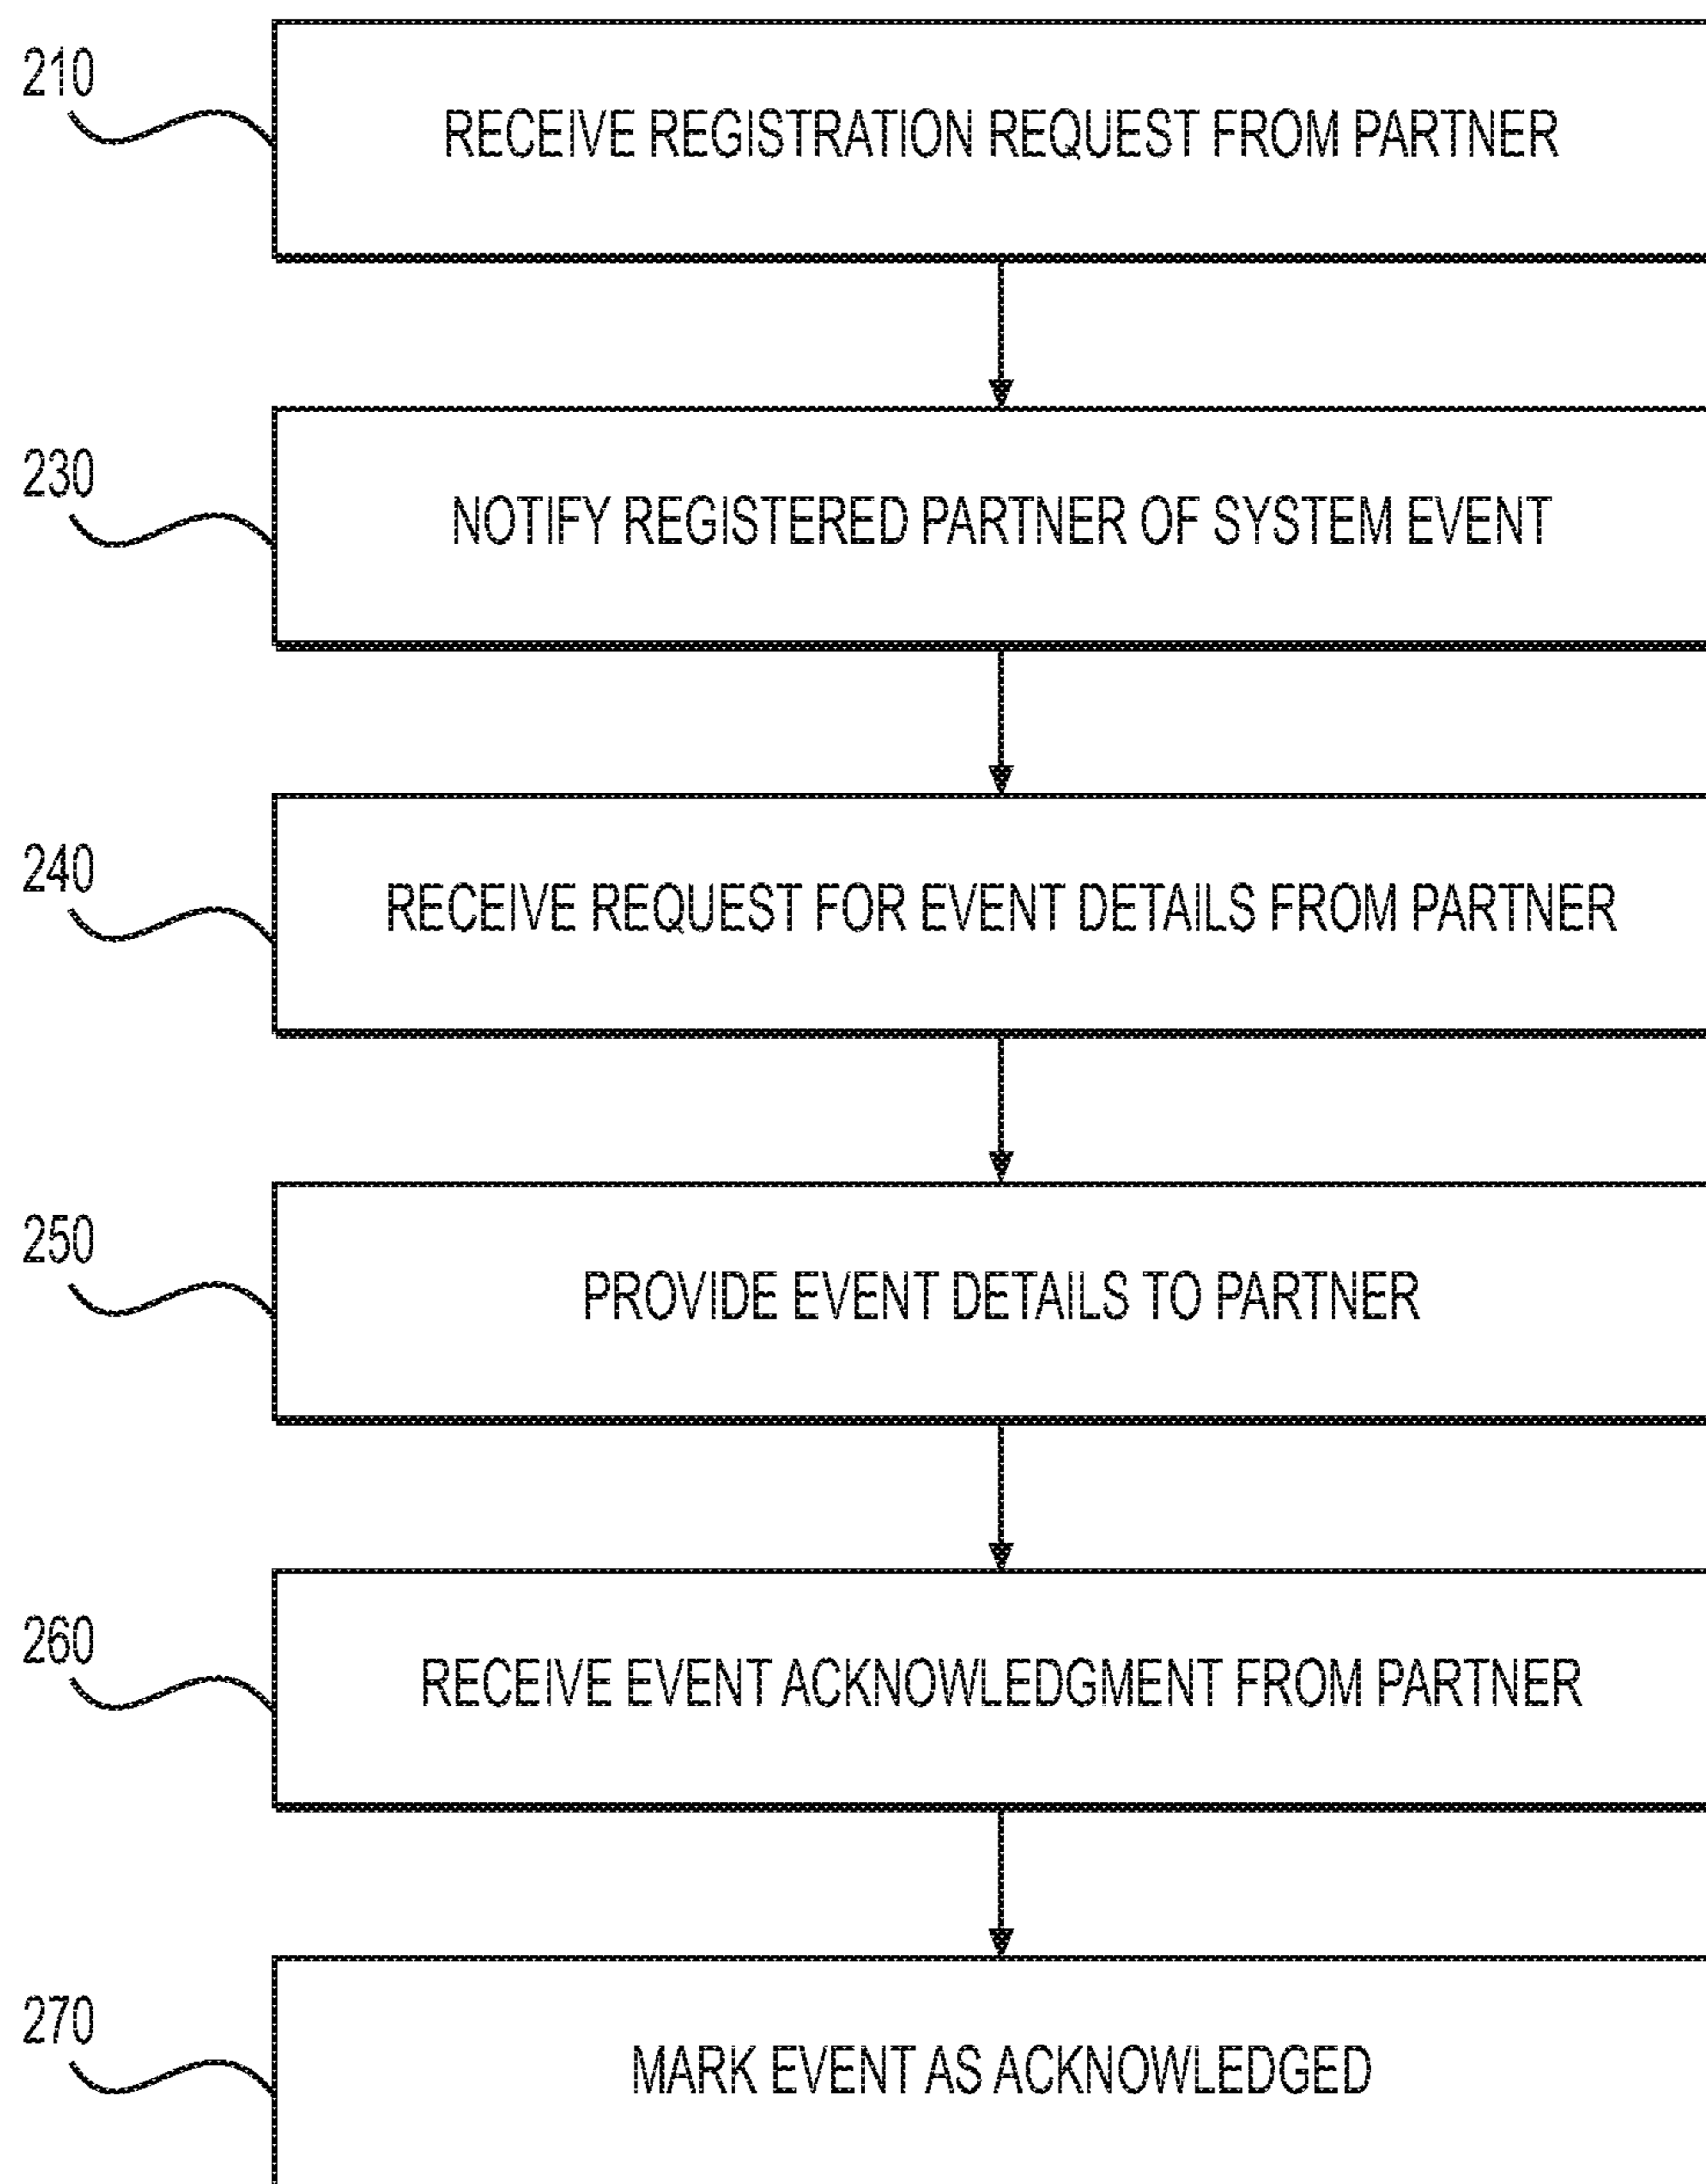 210
RECEIVE REGISTRATION REQUEST FROM PARTNER
230
NOTIFY REGISTERED PARTNER OF SYSTEM EVENT
240
RECEIVE REQUEST FOR EVENT DETAILS FROM PARTNER
250
PROVIDE EVENT DETAILS TO PARTNER
260
RECEIVE EVENT ACKNOWLEDGMENT FROM PARTNER
270
MARK EVENT AS ACKNOWLEDGED